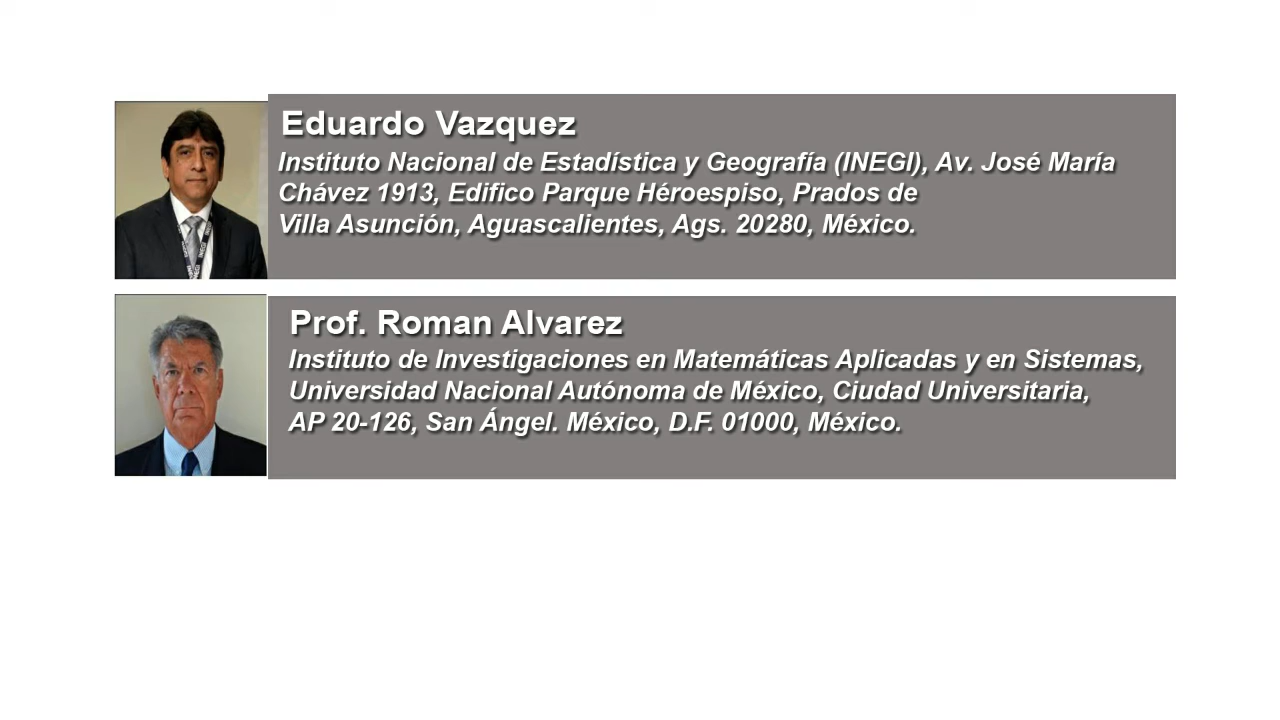 Eduardo Vazquez
Instituto Nacional de Estadística y Geografía (INEGI), Av. José María
Chávez 1913, Edifico Parque Héroespiso, Prados de
Villa Asunción, Aguascalientes, Ags. 20280, México.
Prof. Roman Alvarez
Instituto de Investigaciones en Matemáticas Aplicadas y en Sistemas,
Universidad Nacional Autónoma de México, Ciudad Universitaria,
AP 20-126, San Ángel. México, D.F. 01000, México.